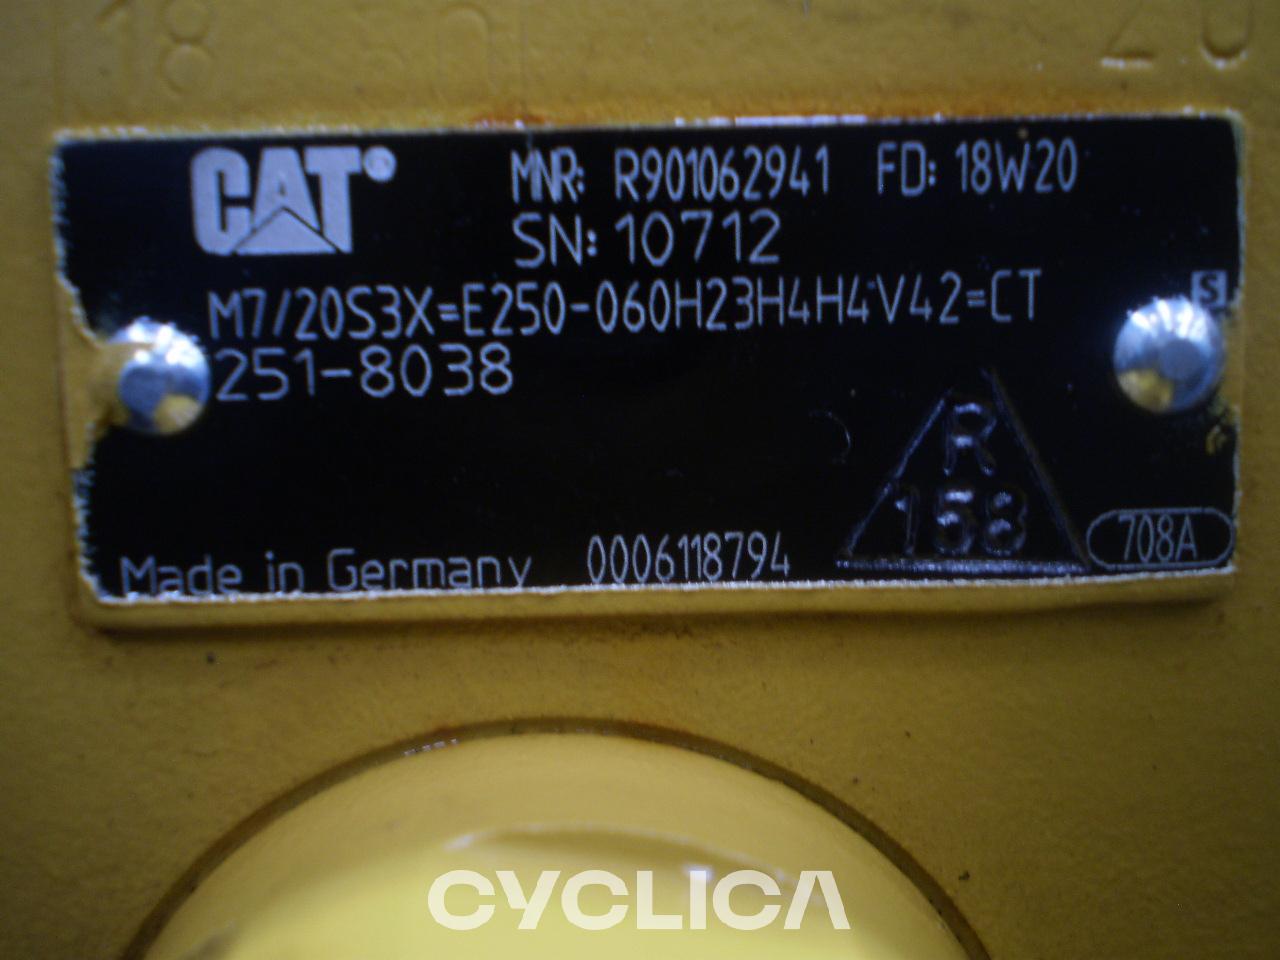 CAT® MNR: R901062941 FD: 18W20
SN: 10712
M7/20S3X=E250-060H23H4H4V42=CT
S
251-8038
R
158
708A
Made in Germany 0006118794
CYCLICA